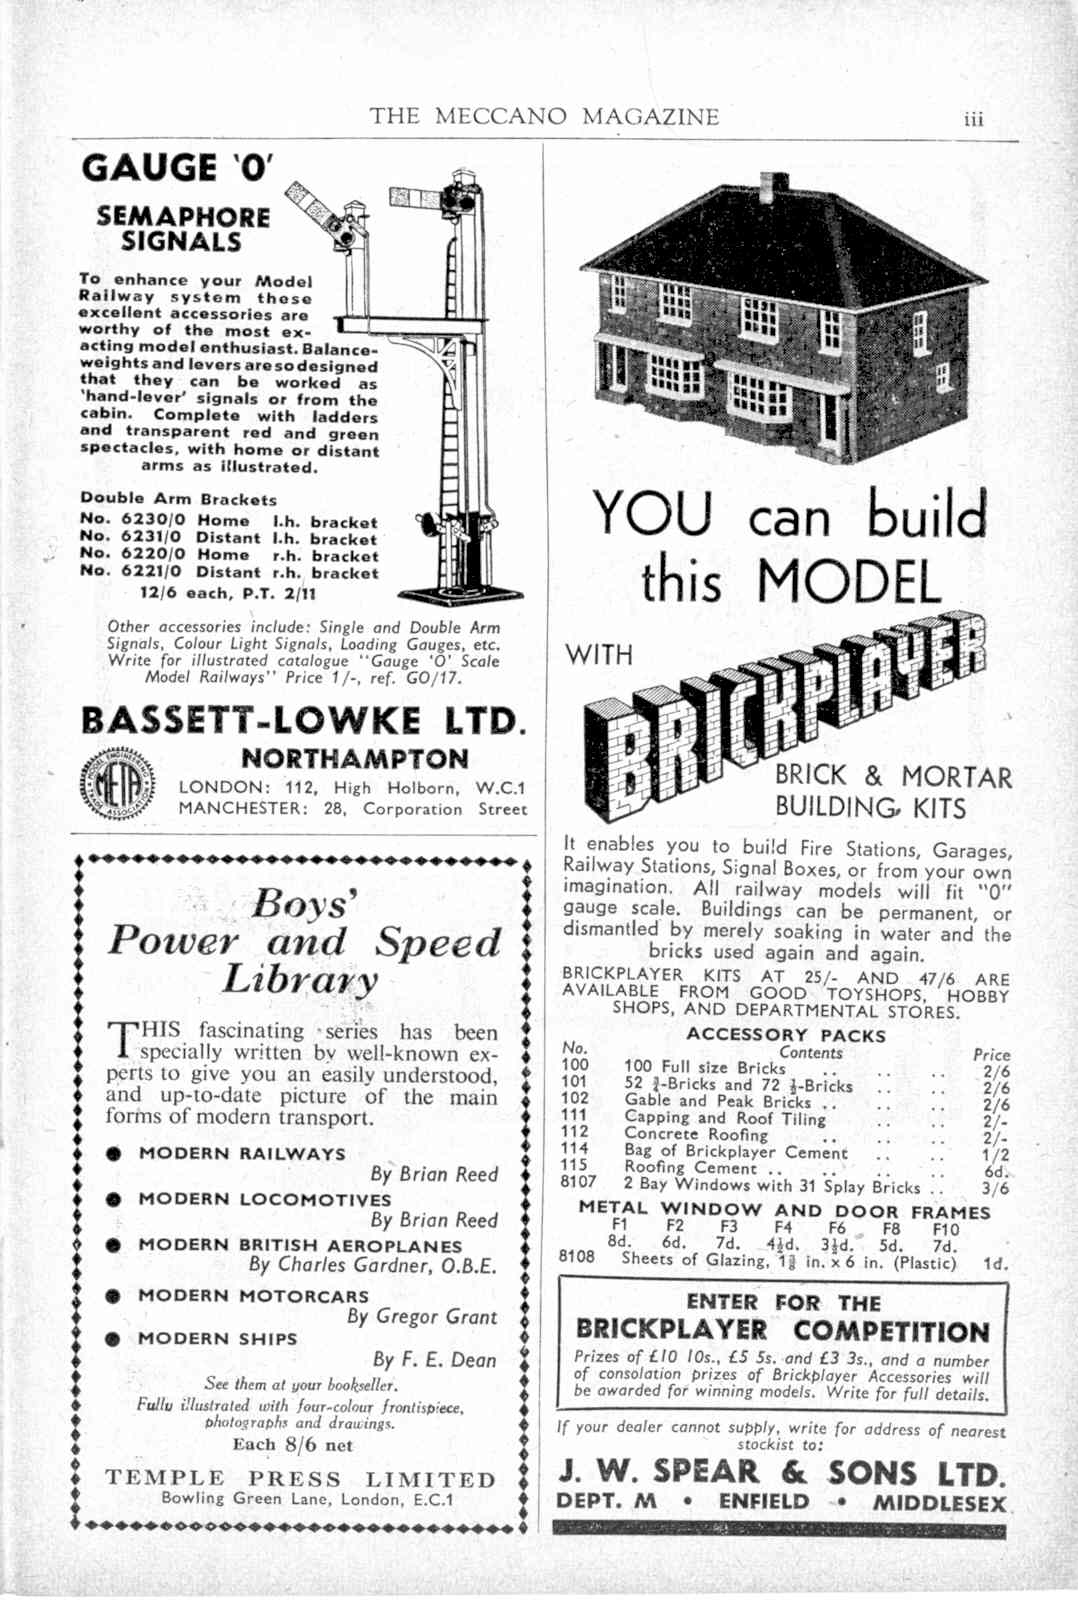 THE MECCANO MAGAZINE
iii
GAUGE 'O'
SEMAPHORE
SIGNALS
To enhance your Model
Railway system these
excellent accessories are
worthy of the most ex-
acting model enthusiast. Balance-
weights and levers are so designed
that they can be worked as
'hand-lever' signals or from the
cabin. Complete with ladders
and transparent red and green
spectacles, with home or distant
arms as illustrated.
Double Arm Brackets
No. 6230/0 Home l.h. bracket
No. 6231/0 Distant l.h. bracket
No. 6220/0 Home r.h. bracket
No. 6221/0 Distant r.h. bracket
12/6 each, P.T. 2/11
Other accessories include: Single and Double Arm
Signals, Colour Light Signals, Loading Gauges, etc.
Write for illustrated catalogue "Gauge 'O' Scale
Model Railways" Price 1/-, ref. GO/17.
BASSETT-LOWKE LTD.
NORTHAMPTON
MODEL ENGINEERING
META
TRADE ASSOCIATION
LONDON: 112, High Holborn, W.C.1
MANCHESTER: 28, Corporation Street
Boys'
Power and Speed
Library
THIS fascinating series has been
specially written by well-known ex-
perts to give you an easily understood,
and up-to-date picture of the main
forms of modern transport.
● MODERN RAILWAYS
By Brian Reed
● MODERN LOCOMOTIVES
By Brian Reed
● MODERN BRITISH AEROPLANES
By Charles Gardner, O.B.E.
● MODERN MOTORCARS
By Gregor Grant
● MODERN SHIPS
By F. E. Dean
See them at your bookseller.
Fully illustrated with four-colour frontispiece,
photographs and drawings.
Each 8/6 net
TEMPLE PRESS LIMITED
Bowling Green Lane, London, E.C.1
YOU can build
this MODEL
WITH
BRICKPLAYER
BRICK & MORTAR
BUILDING KITS
It enables you to build Fire Stations, Garages,
Railway Stations, Signal Boxes, or from your own
imagination. All railway models will fit "O"
gauge scale. Buildings can be permanent, or
dismantled by merely soaking in water and the
bricks used again and again.
BRICKPLAYER KITS AT 25/- AND 47/6 ARE
AVAILABLE FROM GOOD TOYSHOPS, HOBBY
SHOPS, AND DEPARTMENTAL STORES.
ACCESSORY PACKS
No. Contents Price
100 100 Full size Bricks .. .. .. 2/6
101 52 ¾-Bricks and 72 ½-Bricks .. .. 2/6
102 Gable and Peak Bricks .. .. .. 2/6
111 Capping and Roof Tiling .. .. 2/-
112 Concrete Roofing .. .. .. 2/-
114 Bag of Brickplayer Cement .. .. 1/2
115 Roofing Cement .. .. .. .. 6d.
8107 2 Bay Windows with 31 Splay Bricks .. 3/6
METAL WINDOW AND DOOR FRAMES
F1 F2 F3 F4 F6 F8 F10
8d. 6d. 7d. 4½d. 3½d. 5d. 7d.
8108 Sheets of Glazing, 1⅞ in. x 6 in. (Plastic) 1d.
ENTER FOR THE
BRICKPLAYER COMPETITION
Prizes of £10 10s., £5 5s. and £3 3s., and a number
of consolation prizes of Brickplayer Accessories will
be awarded for winning models. Write for full details.
If your dealer cannot supply, write for address of nearest
stockist to:
J. W. SPEAR & SONS LTD.
DEPT. M • ENFIELD • MIDDLESEX